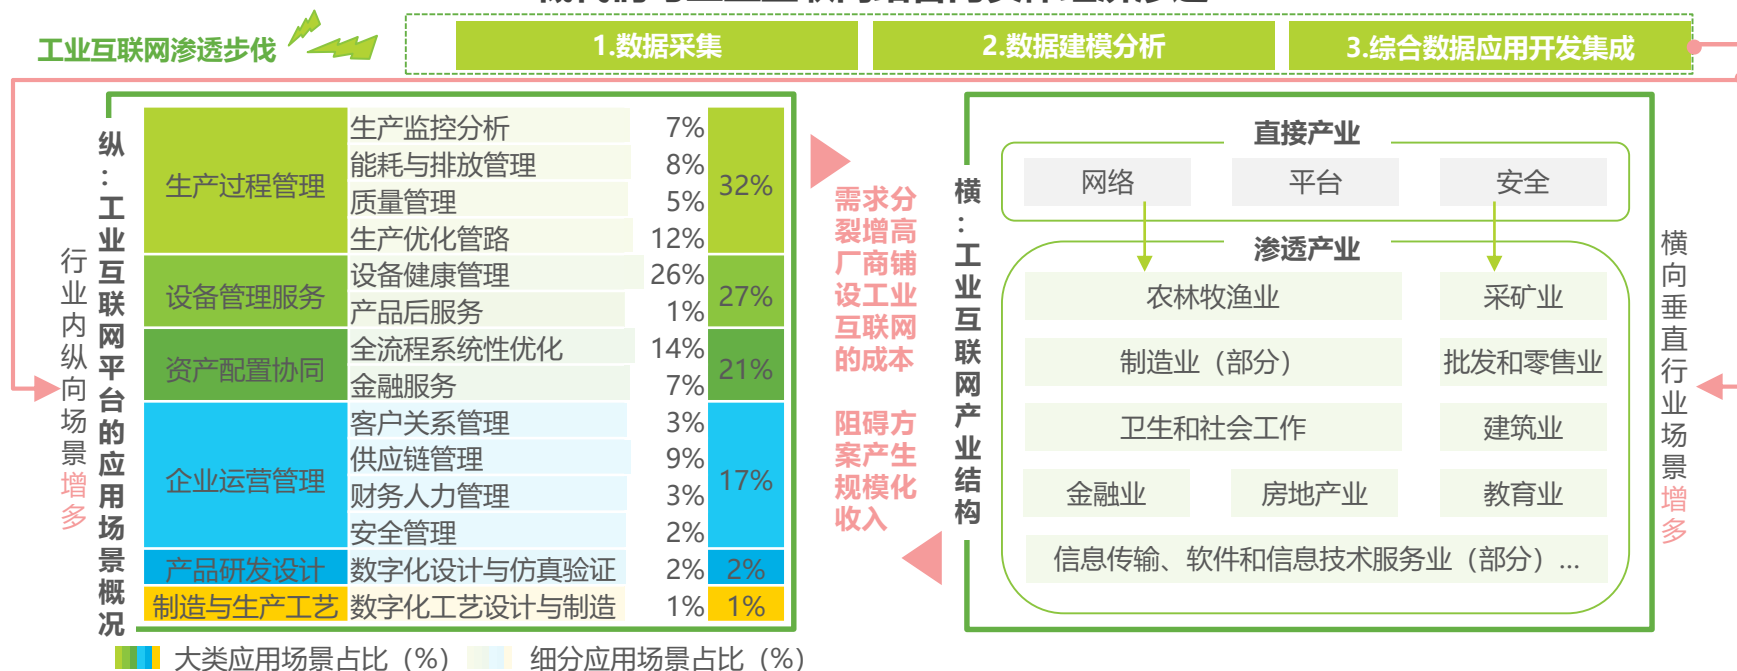 工业互联网渗透步伐
1.数据采集
2.数据建模分析
3.综合数据应用开发集成
行业内纵向场景增多
纵：工业互联网平台的应用场景概况
生产过程管理
生产监控分析 7%
能耗与排放管理 8%
质量管理 5%
生产优化管路 12%
32%
设备管理服务
设备健康管理 26%
产品后服务 1%
27%
资产配置协同
全流程系统性优化 14%
金融服务 7%
21%
企业运营管理
客户关系管理 3%
供应链管理 9%
财务人力管理 3%
安全管理 2%
17%
产品研发设计 数字化设计与仿真验证 2% 2%
制造与生产工艺 数字化工艺设计与制造 1% 1%
大类应用场景占比（%） 细分应用场景占比（%）
需求分
裂增高
厂商铺
设工业
互联网
的成本
阻碍方
案产生
规模化
收入
横：工业互联网产业结构
直接产业
网络 平台 安全
渗透产业
农林牧渔业 采矿业
制造业（部分） 批发和零售业
卫生和社会工作 建筑业
金融业 房地产业 教育业
信息传输、软件和信息技术服务业（部分）...
横向垂直行业场景增多